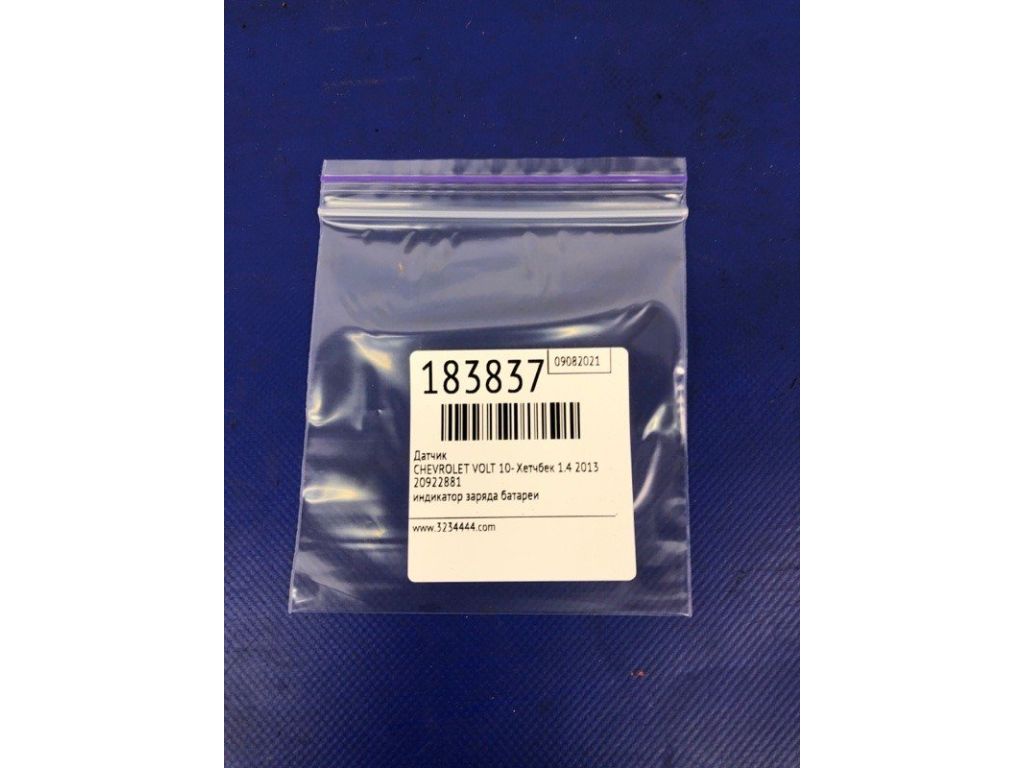 183837
09082021
Датчик
CHEVROLET VOLT 10- Хетчбек 1.4 2013
20922881
индикатор заряда батареи
www.3234444.com